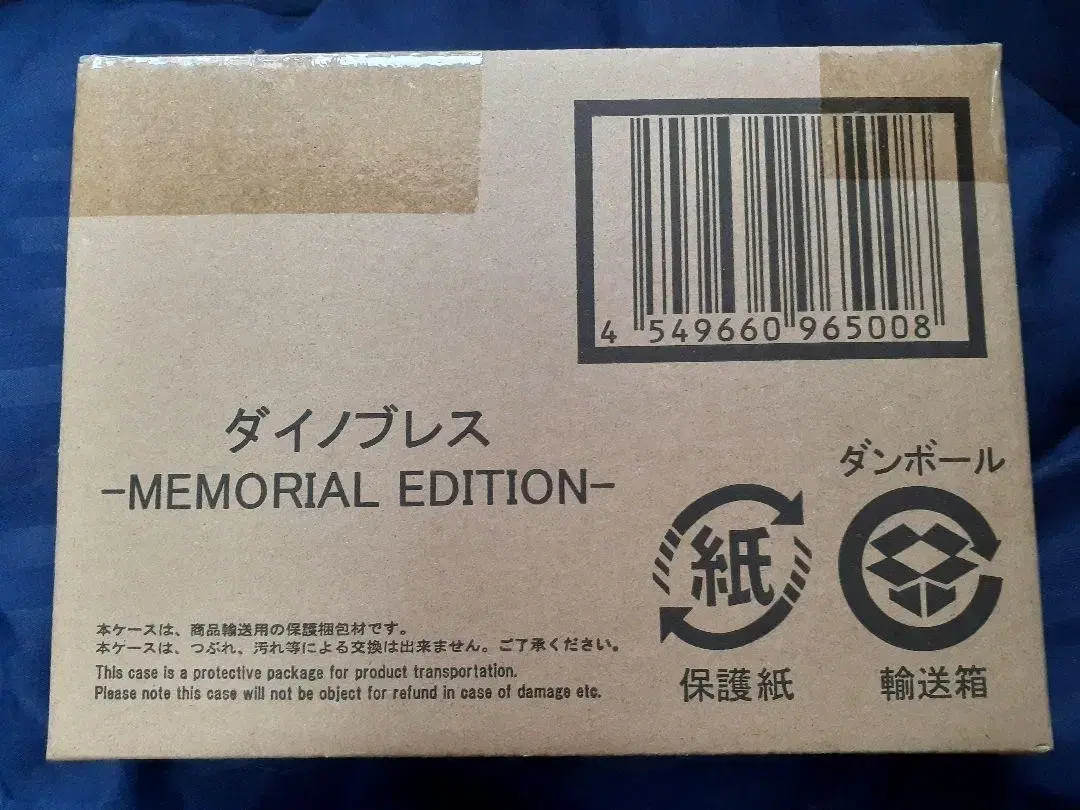 4 549660 965008
ダイノブレス
-MEMORIAL EDITION-
ダンボール
紙
保護紙
輸送箱
本ケースは、商品輸送用の保護梱包材です。
本ケースは、つぶれ、汚れ等による交換は出来ません。ご了承ください。
This case is a protective package for product transportation.
Please note this case will not be object for refund in case of damage etc.